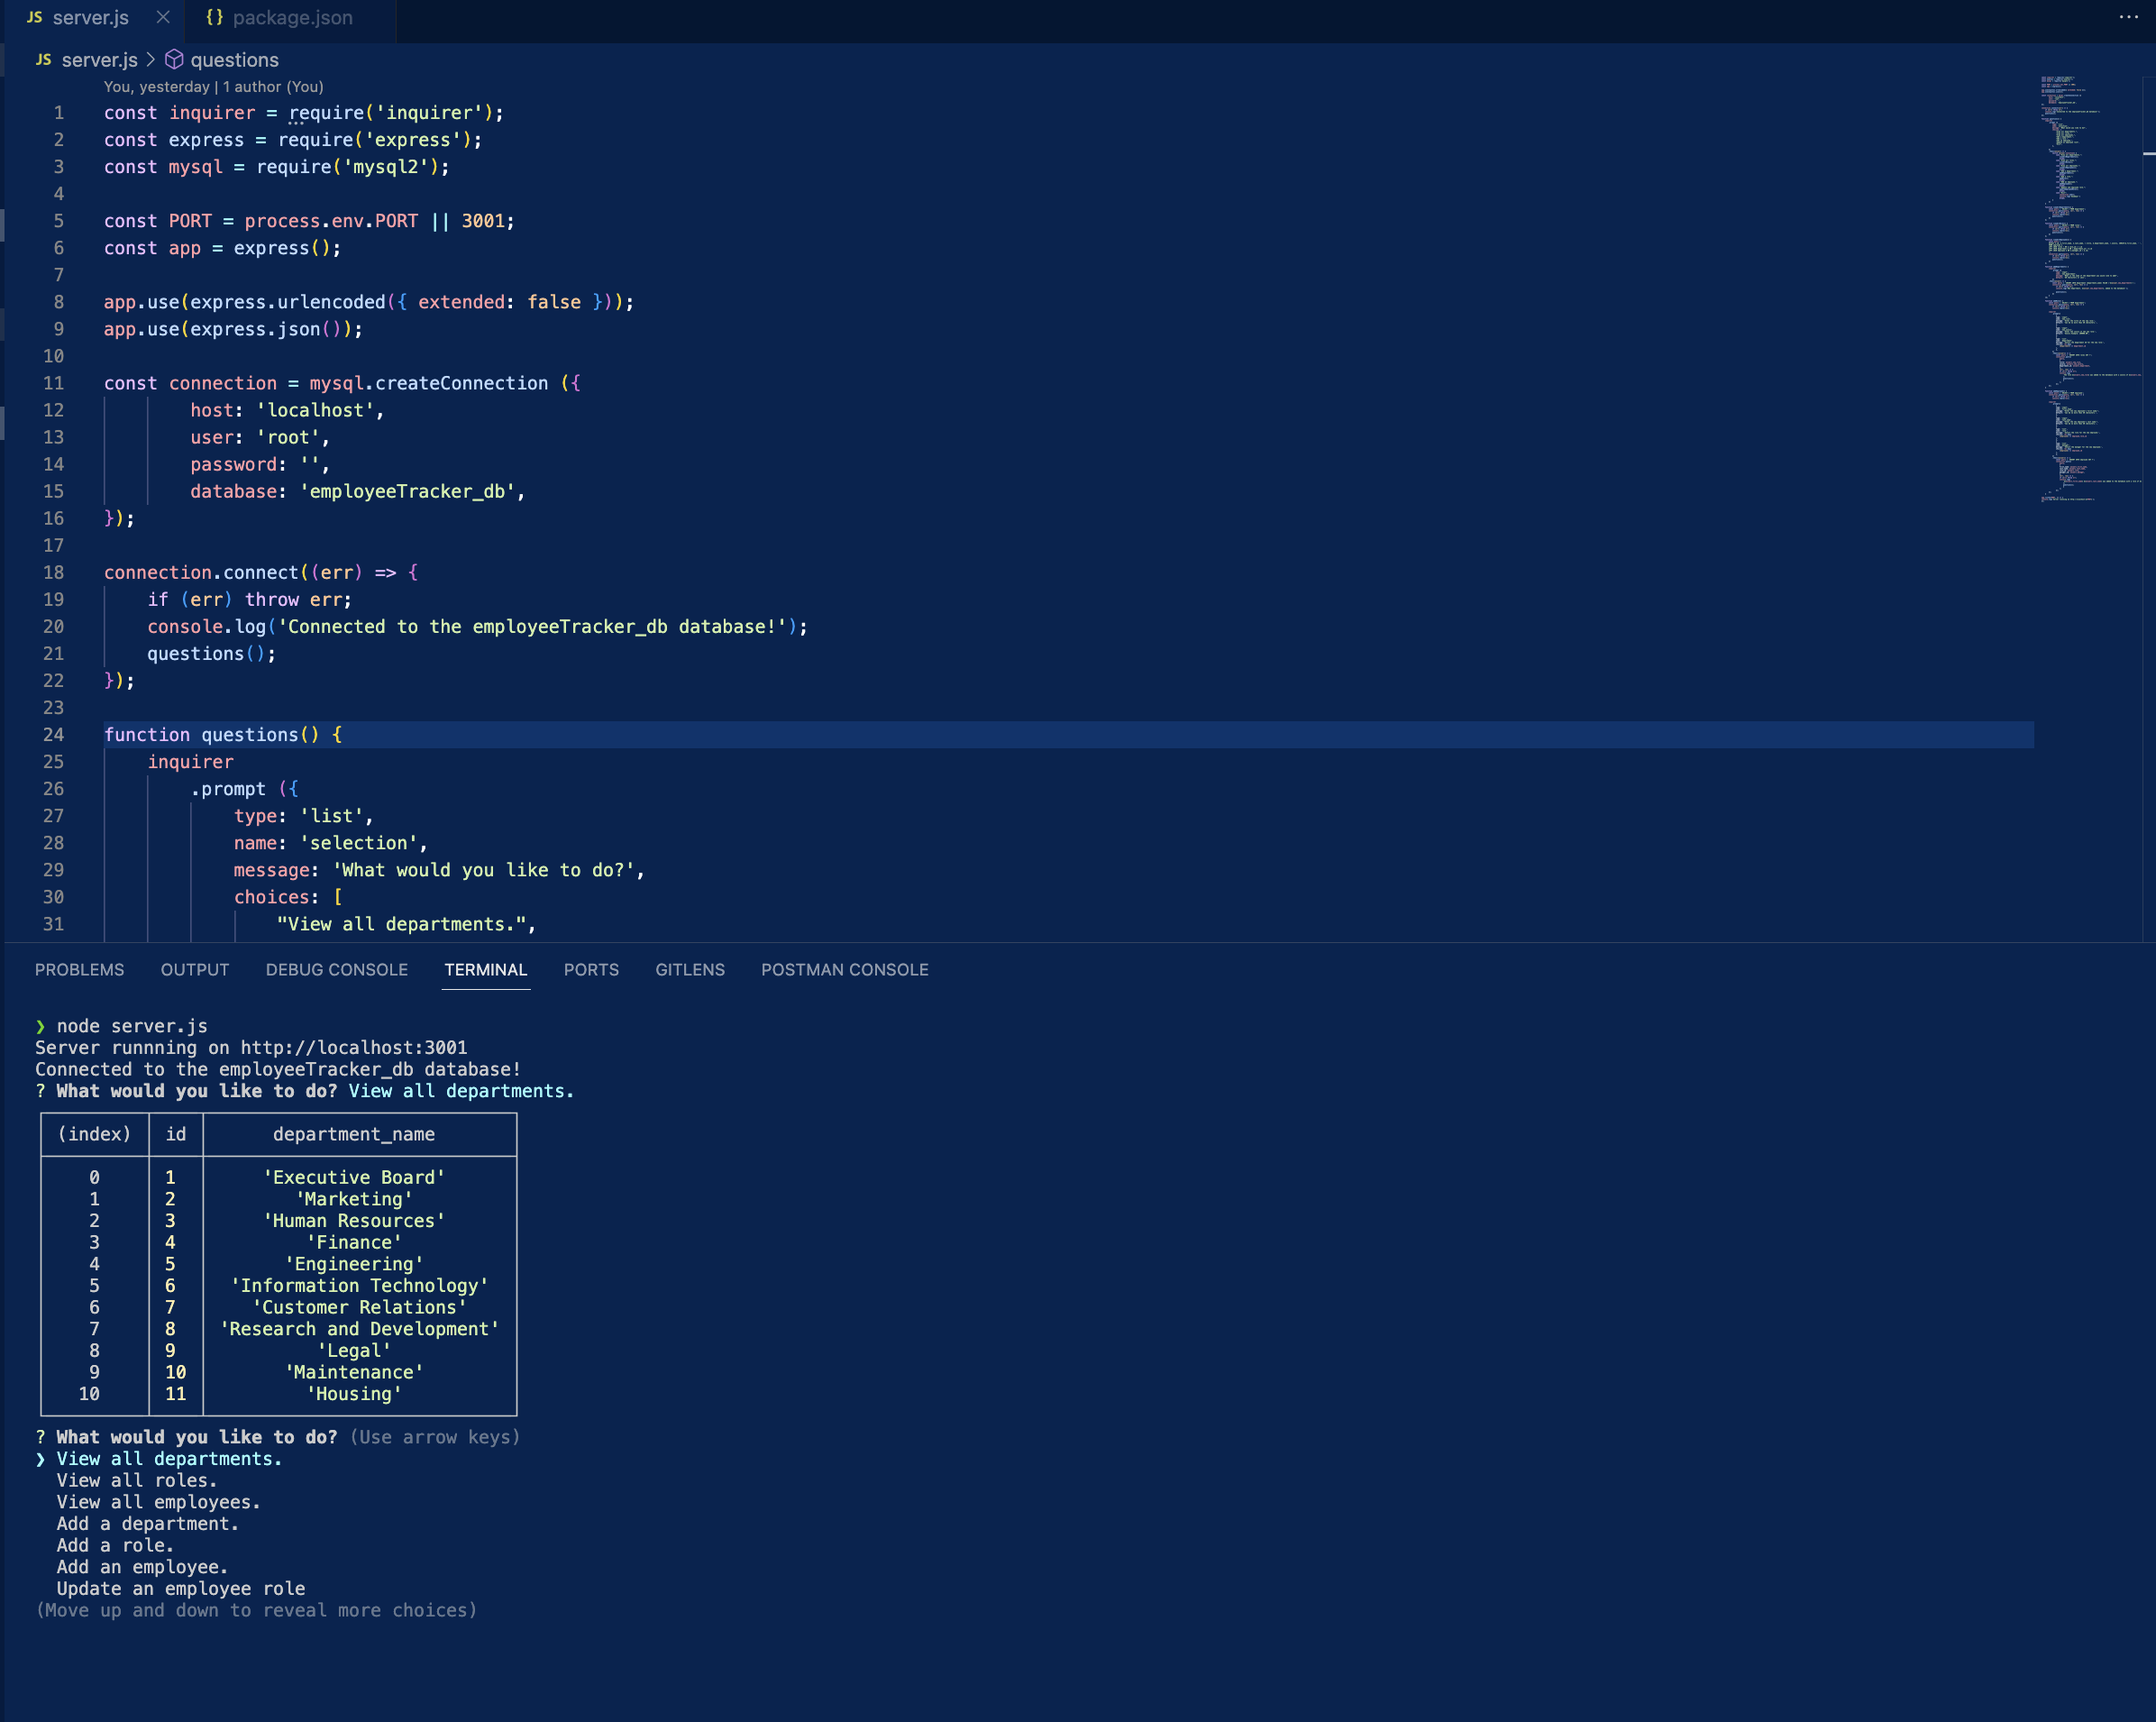 JS server.js
{} package.json
JS server.js > questions
You, yesterday | 1 author (You)
1 const inquirer = require('inquirer');
2 const express = require('express');
3 const mysql = require('mysql2');
4
5 const PORT = process.env.PORT || 3001;
6 const app = express();
7
8 app.use(express.urlencoded({ extended: false }));
9 app.use(express.json());
10
11 const connection = mysql.createConnection ({
12 host: 'localhost',
13 user: 'root',
14 password: '',
15 database: 'employeeTracker_db',
16 });
17
18 connection.connect((err) => {
19 if (err) throw err;
20 console.log('Connected to the employeeTracker_db database!');
21 questions();
22 });
23
24 function questions() {
25 inquirer
26 .prompt ({
27 type: 'list',
28 name: 'selection',
29 message: 'What would you like to do?',
30 choices: [
31 "View all departments.",
PROBLEMS OUTPUT DEBUG CONSOLE TERMINAL PORTS GITLENS POSTMAN CONSOLE
❯ node server.js
Server runnning on http://localhost:3001
Connected to the employeeTracker_db database!
? What would you like to do? View all departments.
(index) id department_name
0 1 'Executive Board'
1 2 'Marketing'
2 3 'Human Resources'
3 4 'Finance'
4 5 'Engineering'
5 6 'Information Technology'
6 7 'Customer Relations'
7 8 'Research and Development'
8 9 'Legal'
9 10 'Maintenance'
10 11 'Housing'
? What would you like to do? (Use arrow keys)
❯ View all departments.
View all roles.
View all employees.
Add a department.
Add a role.
Add an employee.
Update an employee role
(Move up and down to reveal more choices)